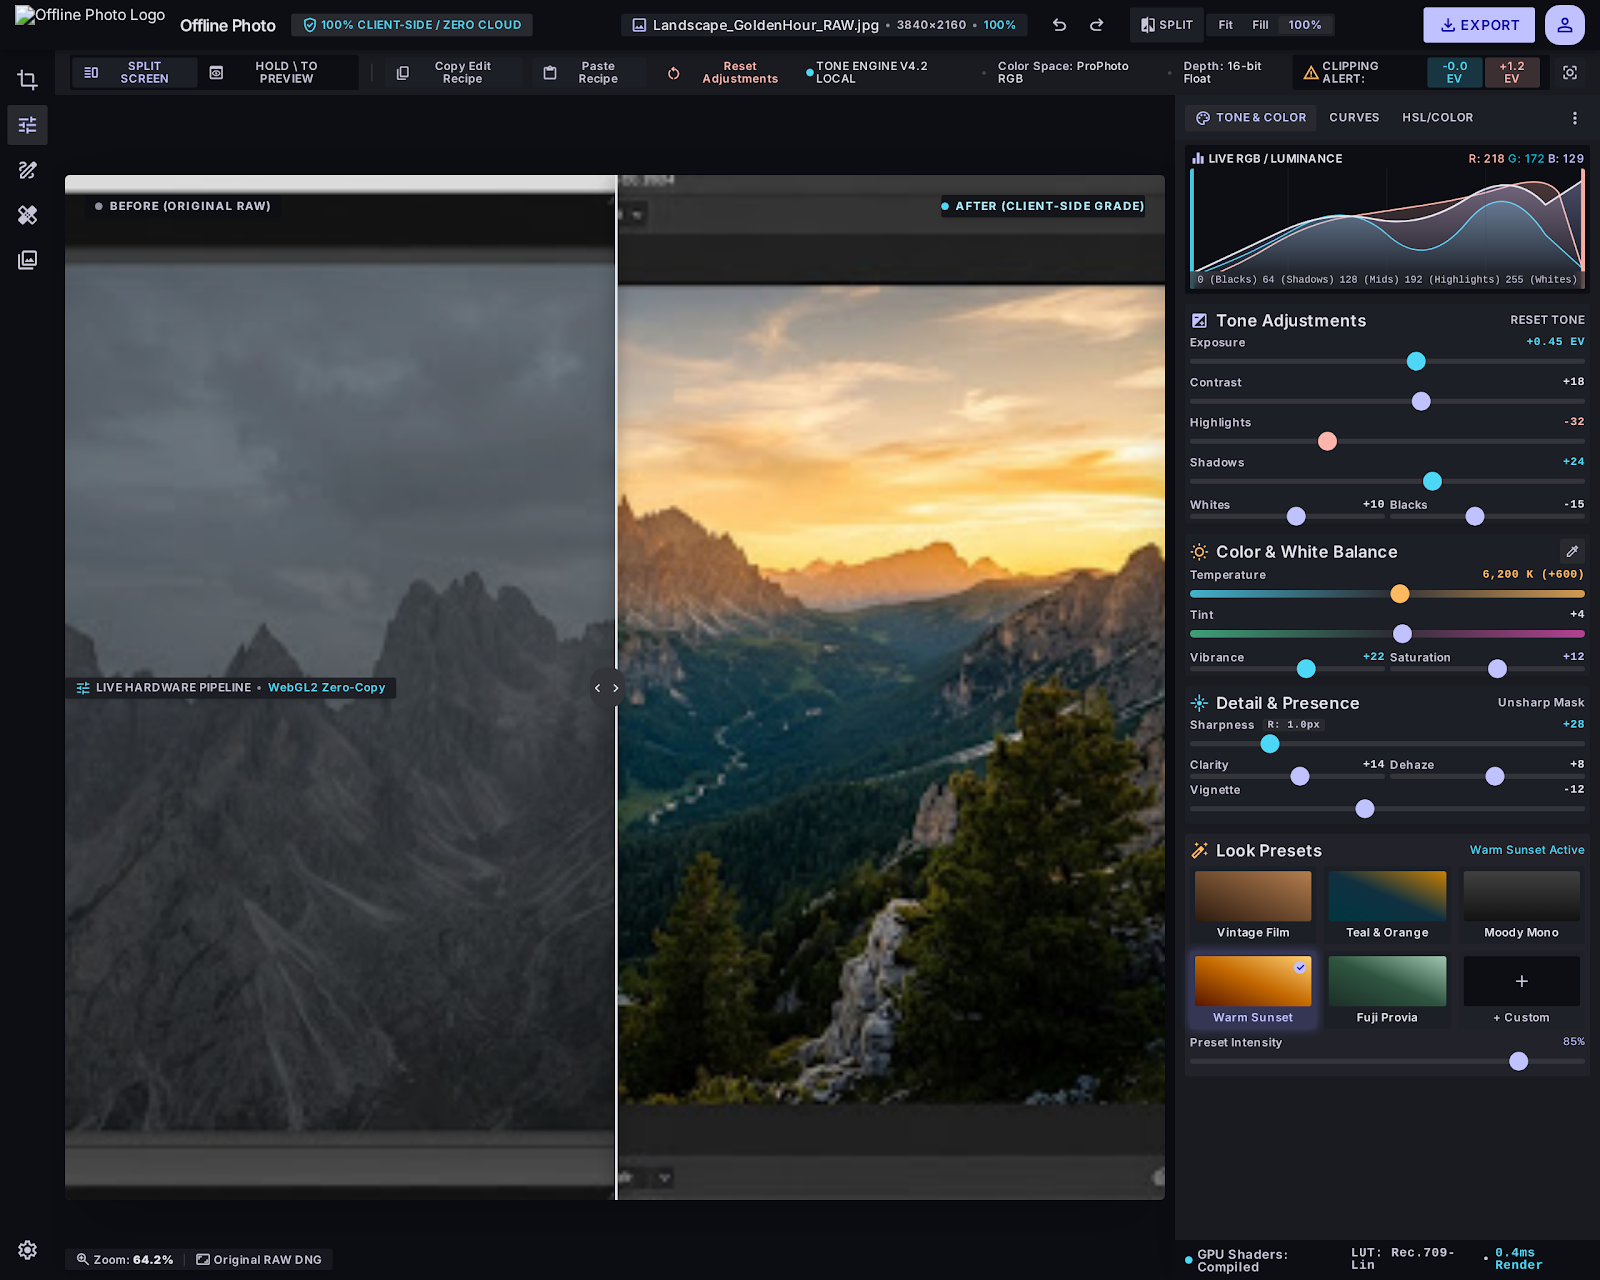 Offline Photo Logo
Offline Photo
100% CLIENT-SIDE / ZERO CLOUD
Landscape_GoldenHour_RAW.jpg • 3840×2160 • 100%
SPLIT
Fit Fill 100%
EXPORT
SPLIT
SCREEN
HOLD \ TO
PREVIEW
Copy Edit
Recipe
Paste
Recipe
Reset
Adjustments
TONE ENGINE V4.2
LOCAL
Color Space: ProPhoto
RGB
Depth: 16-bit
Float
CLIPPING
ALERT:
-0.0
EV
+1.2
EV
TONE & COLOR
CURVES
HSL/COLOR
BEFORE (ORIGINAL RAW)
AFTER (CLIENT-SIDE GRADE)
LIVE HARDWARE PIPELINE • WebGL2 Zero-Copy
LIVE RGB / LUMINANCE
R: 218 G: 172 B: 129
0 (Blacks) 64 (Shadows) 128 (Mids) 192 (Highlights) 255 (Whites)
Tone Adjustments
RESET TONE
Exposure +0.45 EV
Contrast +18
Highlights -32
Shadows +24
Whites +10 Blacks -15
Color & White Balance
Temperature 6,200 K (+600)
Tint +4
Vibrance +22 Saturation +12
Detail & Presence
Unsharp Mask
Sharpness R: 1.0px +28
Clarity +14 Dehaze +8
Vignette -12
Look Presets
Warm Sunset Active
Vintage Film
Teal & Orange
Moody Mono
Warm Sunset
Fuji Provia
+ Custom
Preset Intensity 85%
Zoom: 64.2%
Original RAW DNG
GPU Shaders:
Compiled
LUT: Rec.709-
Lin
• 0.4ms
Render